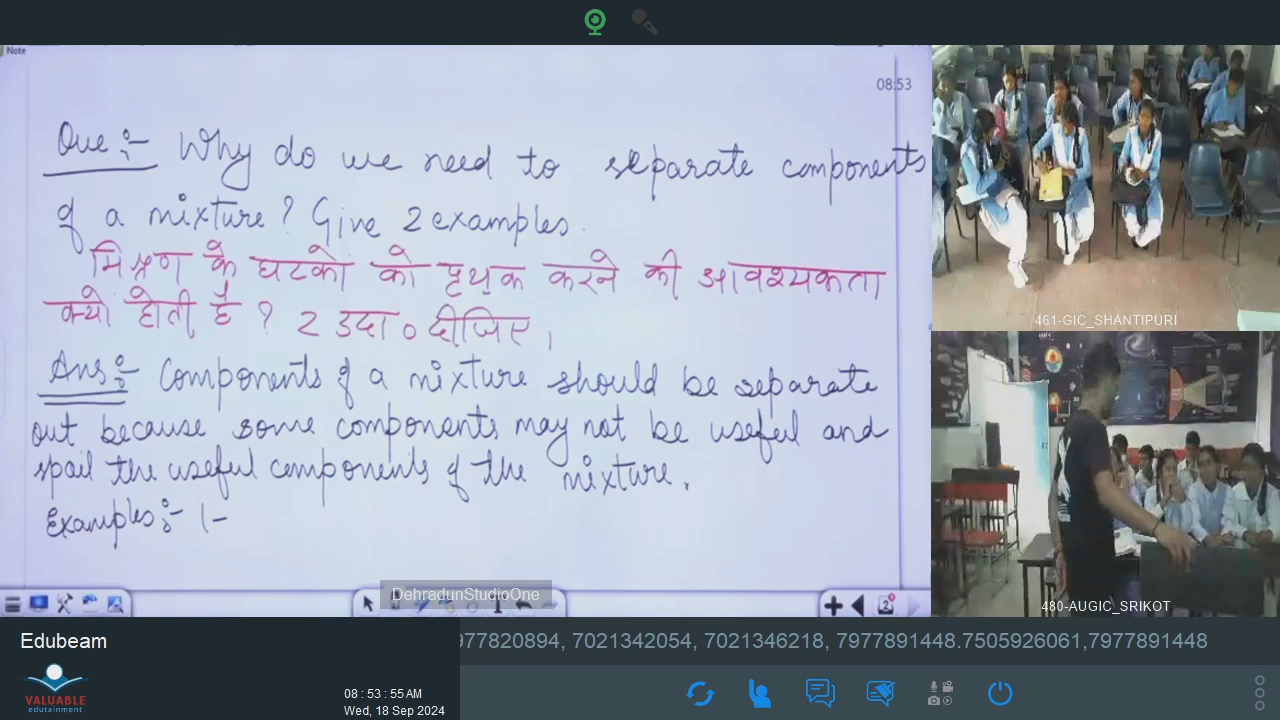 Note
08:53
Que:- Why do we need to separate components
of a mixture? Give 2 examples.
मिश्रण के घटको को पृथक करने की आवश्यकता
क्यो होती है ? 2 उदा० दीजिए।
Ans:- Components of a mixture should be separate
out because some components may not be useful and
spoil the useful components of the mixture.
Examples:- 1-
DehradunStudioOne
2
461-GIC_SHANTIPURI
480-AUGIC_SRIKOT
Edubeam
977820894, 7021342054, 7021346218, 7977891448.7505926061,7977891448
VALUABLE
edutainment
08 : 53 : 55 AM
Wed, 18 Sep 2024